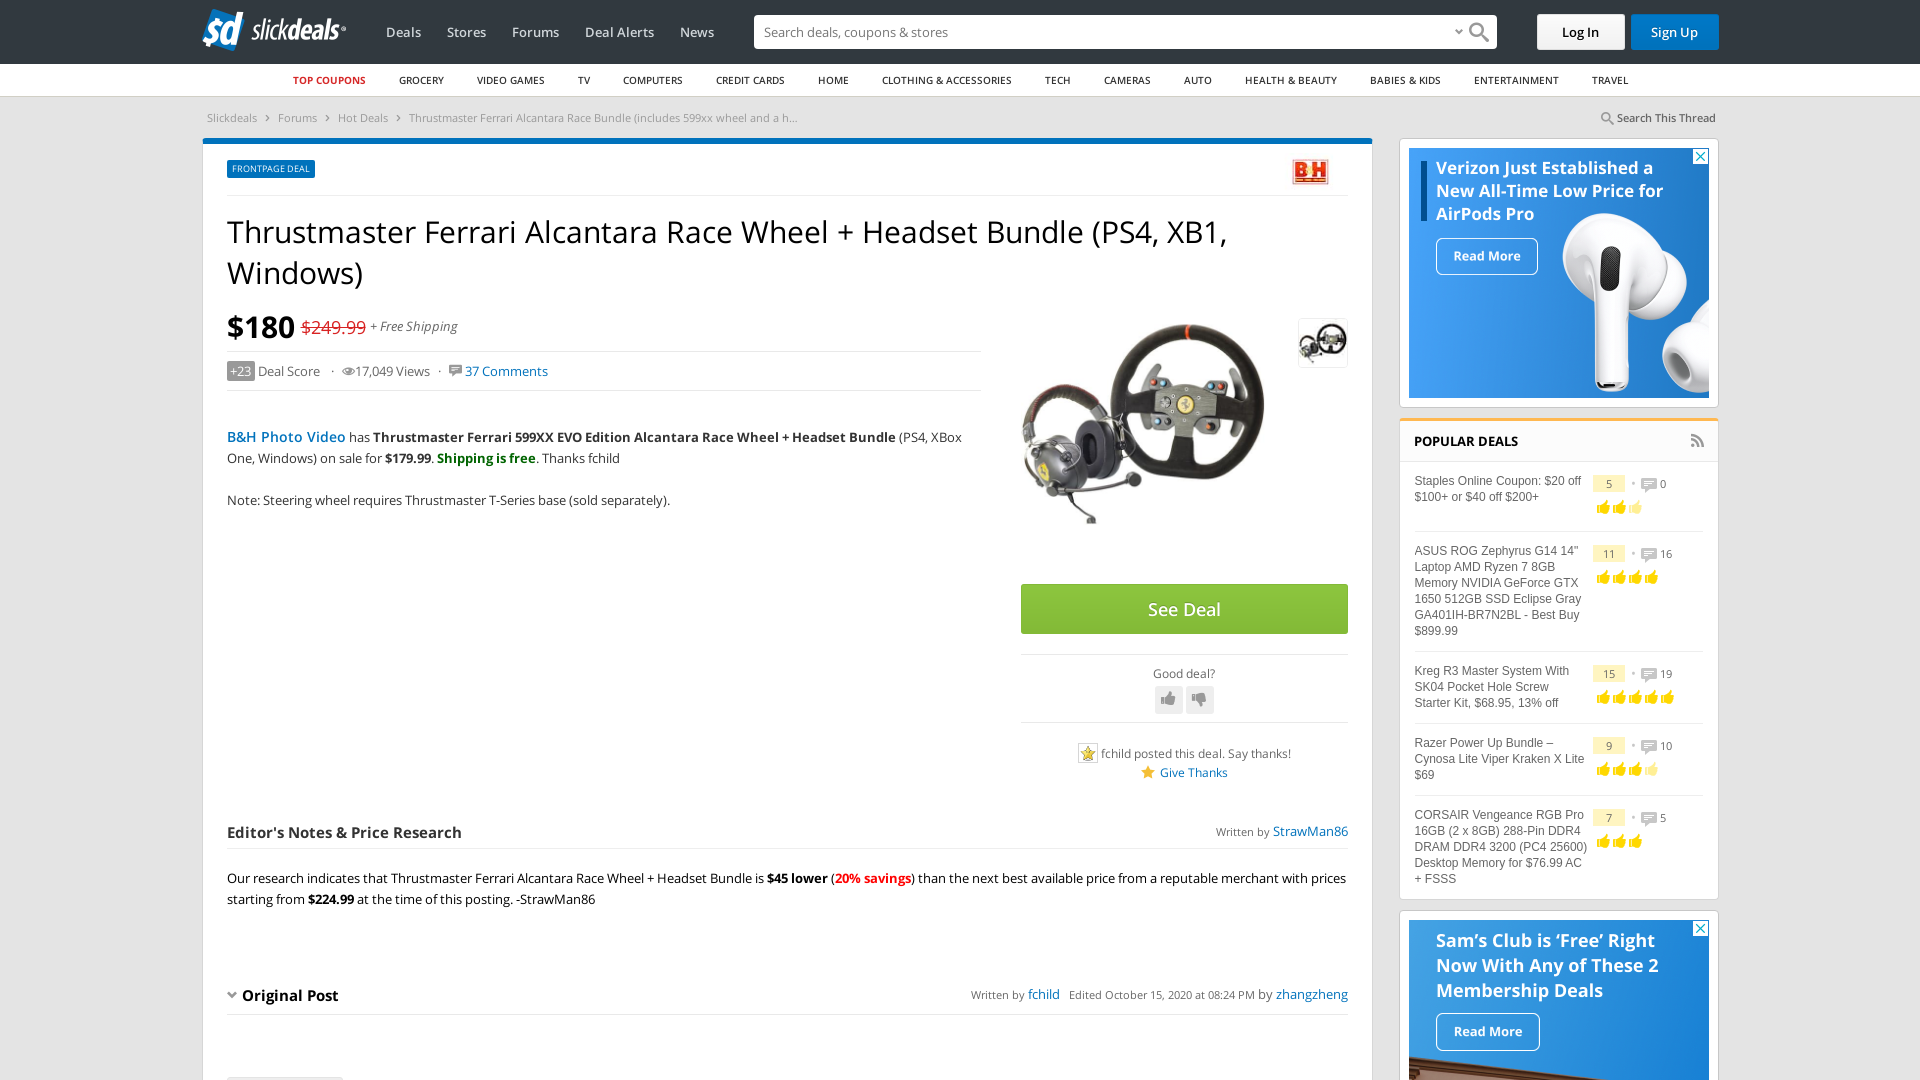 sd slickdeals
Deals Stores Forums Deal Alerts News
Search deals, coupons & stores
Log In Sign Up
TOP COUPONS GROCERY VIDEO GAMES TV COMPUTERS CREDIT CARDS HOME CLOTHING & ACCESSORIES TECH CAMERAS AUTO HEALTH & BEAUTY BABIES & KIDS ENTERTAINMENT TRAVEL
Slickdeals › Forums › Hot Deals › Thrustmaster Ferrari Alcantara Race Wheel + Headset Bundle (includes 599xx wheel and a h...
Search This Thread
FRONTPAGE DEAL
B&H
Thrustmaster Ferrari Alcantara Race Wheel + Headset Bundle (PS4, XB1,
Windows)
$180 $249.99 + Free Shipping
+23 Deal Score · 17,049 Views · 37 Comments
B&H Photo Video has Thrustmaster Ferrari 599XX EVO Edition Alcantara Race Wheel + Headset Bundle (PS4, XBox
One, Windows) on sale for $179.99. Shipping is free. Thanks fchild
Note: Steering wheel requires Thrustmaster T-Series base (sold separately).
See Deal
Good deal?
fchild posted this deal. Say thanks!
Give Thanks
Editor's Notes & Price Research
Written by StrawMan86
Our research indicates that Thrustmaster Ferrari Alcantara Race Wheel + Headset Bundle is $45 lower (20% savings) than the next best available price from a reputable merchant with prices
starting from $224.99 at the time of this posting. -StrawMan86
Original Post
Written by fchild Edited October 15, 2020 at 08:24 PM by zhangzheng
Verizon Just Established a
New All-Time Low Price for
AirPods Pro
Read More
POPULAR DEALS
Staples Online Coupon: $20 off
$100+ or $40 off $200+
5 • 0
ASUS ROG Zephyrus G14 14"
Laptop AMD Ryzen 7 8GB
Memory NVIDIA GeForce GTX
1650 512GB SSD Eclipse Gray
GA401IH-BR7N2BL - Best Buy
$899.99
11 • 16
Kreg R3 Master System With
SK04 Pocket Hole Screw
Starter Kit, $68.95, 13% off
15 • 19
Razer Power Up Bundle –
Cynosa Lite Viper Kraken X Lite
$69
9 • 10
CORSAIR Vengeance RGB Pro
16GB (2 x 8GB) 288-Pin DDR4
DRAM DDR4 3200 (PC4 25600)
Desktop Memory for $76.99 AC
+ FSSS
7 • 5
Sam's Club is 'Free' Right
Now With Any of These 2
Membership Deals
Read More